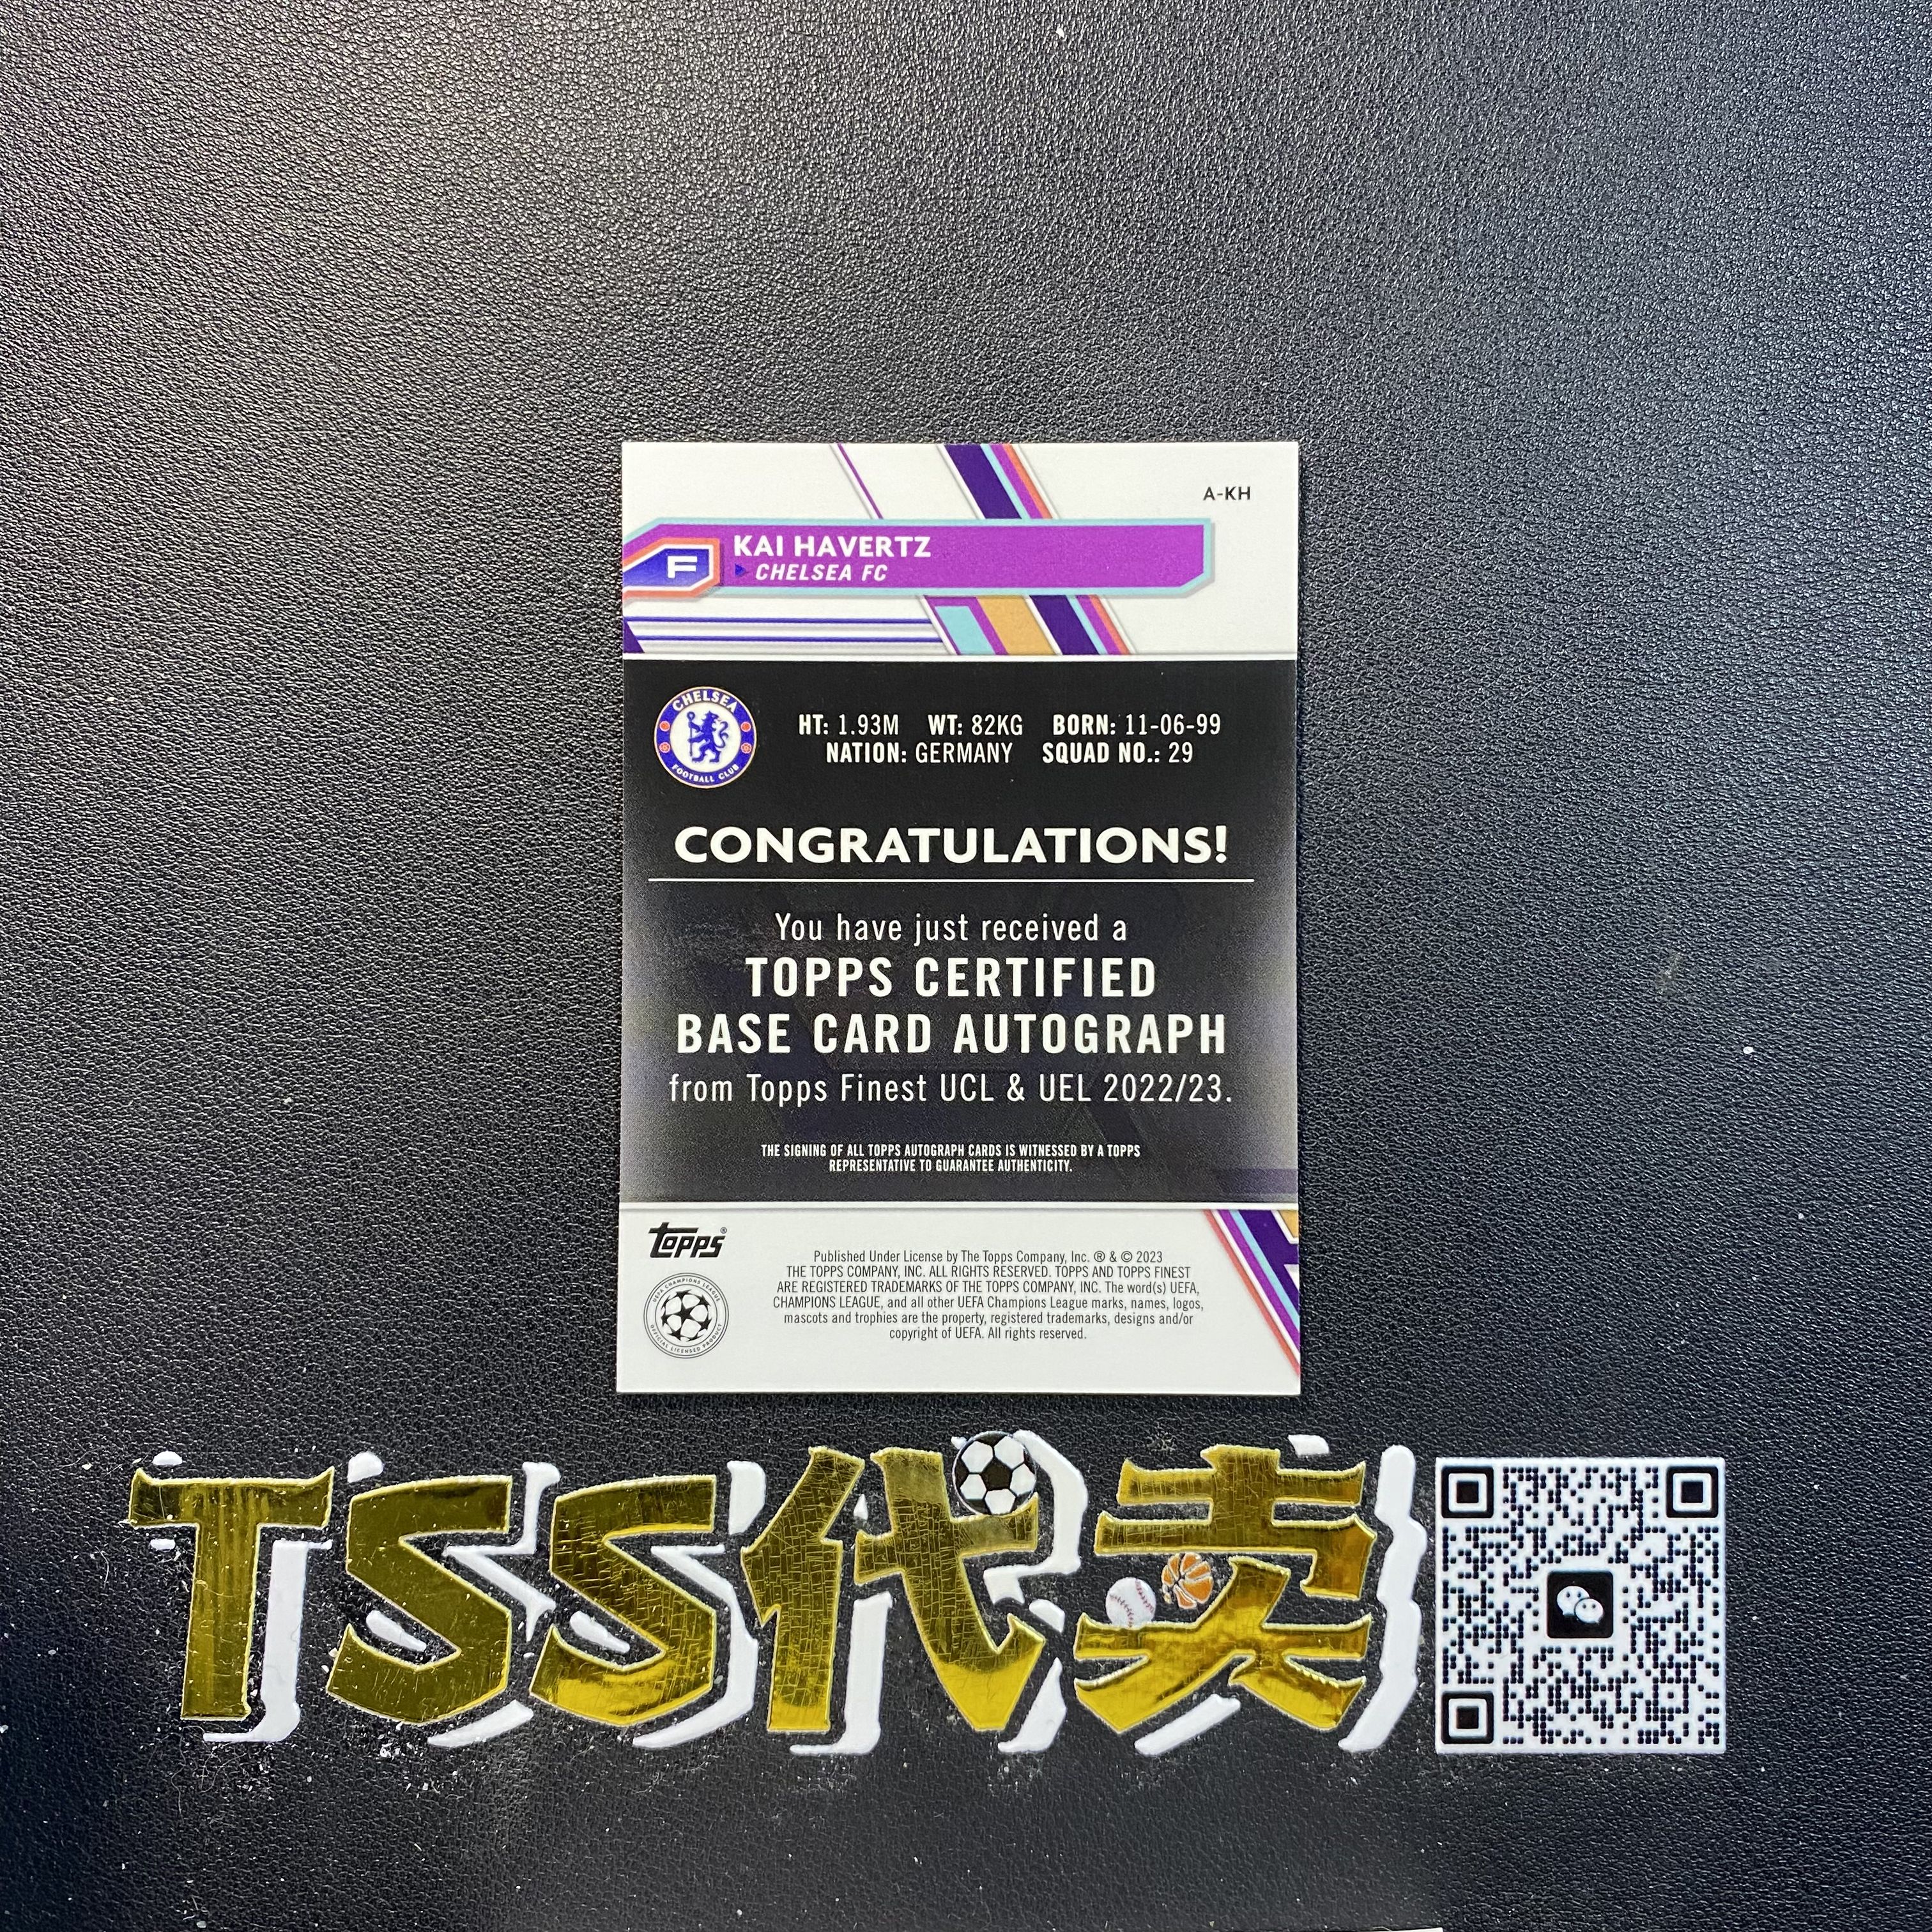 A-KH
F
KAI HAVERTZ
CHELSEA FC
CHELSEA
FOOTBALL CLUB
HT: 1.93M WT: 82KG BORN: 11-06-99
NATION: GERMANY SQUAD NO.: 29
CONGRATULATIONS!
You have just received a
TOPPS CERTIFIED
BASE CARD AUTOGRAPH
from Topps Finest UCL & UEL 2022/23.
THE SIGNING OF ALL TOPPS AUTOGRAPH CARDS IS WITNESSED BY A TOPPS
REPRESENTATIVE TO GUARANTEE AUTHENTICITY.
topps®
UEFA CHAMPIONS LEAGUE
OFFICIAL LICENSED PRODUCT
Published Under License by The Topps Company, Inc. ® & © 2023
THE TOPPS COMPANY, INC. ALL RIGHTS RESERVED. TOPPS AND TOPPS FINEST
ARE REGISTERED TRADEMARKS OF THE TOPPS COMPANY, INC. The word(s) UEFA,
CHAMPIONS LEAGUE, and all other UEFA Champions League marks, names, logos,
mascots and trophies are the property, registered trademarks, designs and/or
copyright of UEFA. All rights reserved.
TSS代卖